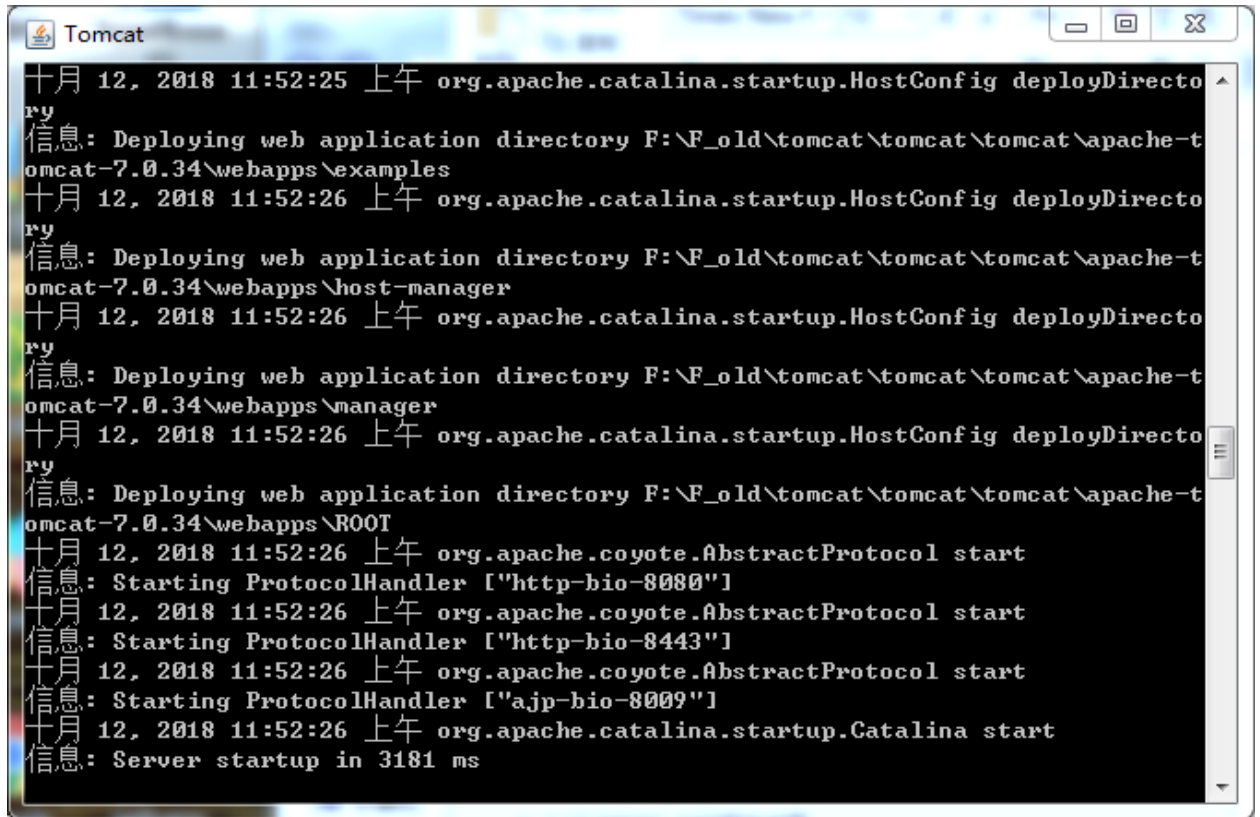 Tomcat
十月 12, 2018 11:52:25 上午 org.apache.catalina.startup.HostConfig deployDirecto
ry
信息: Deploying web application directory F:\F_old\tomcat\tomcat\tomcat\apache-t
omcat-7.0.34\webapps\examples
十月 12, 2018 11:52:26 上午 org.apache.catalina.startup.HostConfig deployDirecto
ry
信息: Deploying web application directory F:\F_old\tomcat\tomcat\tomcat\apache-t
omcat-7.0.34\webapps\host-manager
十月 12, 2018 11:52:26 上午 org.apache.catalina.startup.HostConfig deployDirecto
ry
信息: Deploying web application directory F:\F_old\tomcat\tomcat\tomcat\apache-t
omcat-7.0.34\webapps\manager
十月 12, 2018 11:52:26 上午 org.apache.catalina.startup.HostConfig deployDirecto
ry
信息: Deploying web application directory F:\F_old\tomcat\tomcat\tomcat\apache-t
omcat-7.0.34\webapps\ROOT
十月 12, 2018 11:52:26 上午 org.apache.coyote.AbstractProtocol start
信息: Starting ProtocolHandler ["http-bio-8080"]
十月 12, 2018 11:52:26 上午 org.apache.coyote.AbstractProtocol start
信息: Starting ProtocolHandler ["http-bio-8443"]
十月 12, 2018 11:52:26 上午 org.apache.coyote.AbstractProtocol start
信息: Starting ProtocolHandler ["ajp-bio-8009"]
十月 12, 2018 11:52:26 上午 org.apache.catalina.startup.Catalina start
信息: Server startup in 3181 ms